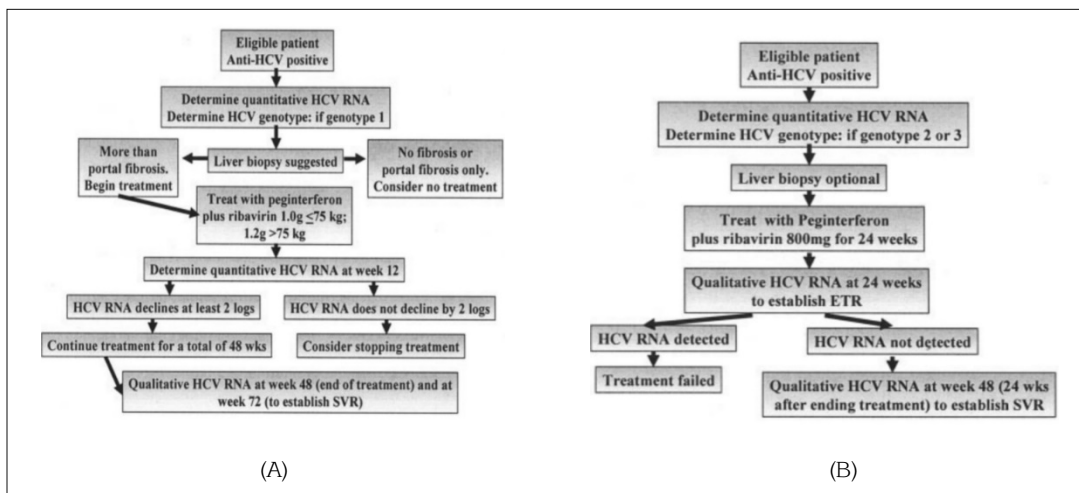 Eligible patient
Anti-HCV positive
Determine quantitative HCV RNA
Determine HCV genotype: if genotype 1
More than
portal fibrosis.
Begin treatment
Liver biopsy suggested
No fibrosis or
portal fibrosis only.
Consider no treatment
Treat with peginterferon
plus ribavirin 1.0g ≤75 kg;
1.2g >75 kg
Determine quantitative HCV RNA at week 12
HCV RNA declines at least 2 logs
HCV RNA does not decline by 2 logs
Continue treatment for a total of 48 wks
Consider stopping treatment
Qualitative HCV RNA at week 48 (end of treatment) and at
week 72 (to establish SVR)
(A)
Eligible patient
Anti-HCV positive
Determine quantitative HCV RNA
Determine HCV genotype: if genotype 2 or 3
Liver biopsy optional
Treat with Peginterferon
plus ribavirin 800mg for 24 weeks
Qualitative HCV RNA at 24 weeks
to establish ETR
HCV RNA detected
HCV RNA not detected
Treatment failed
Qualitative HCV RNA at week 48 (24 wks
after ending treatment) to establish SVR
(B)